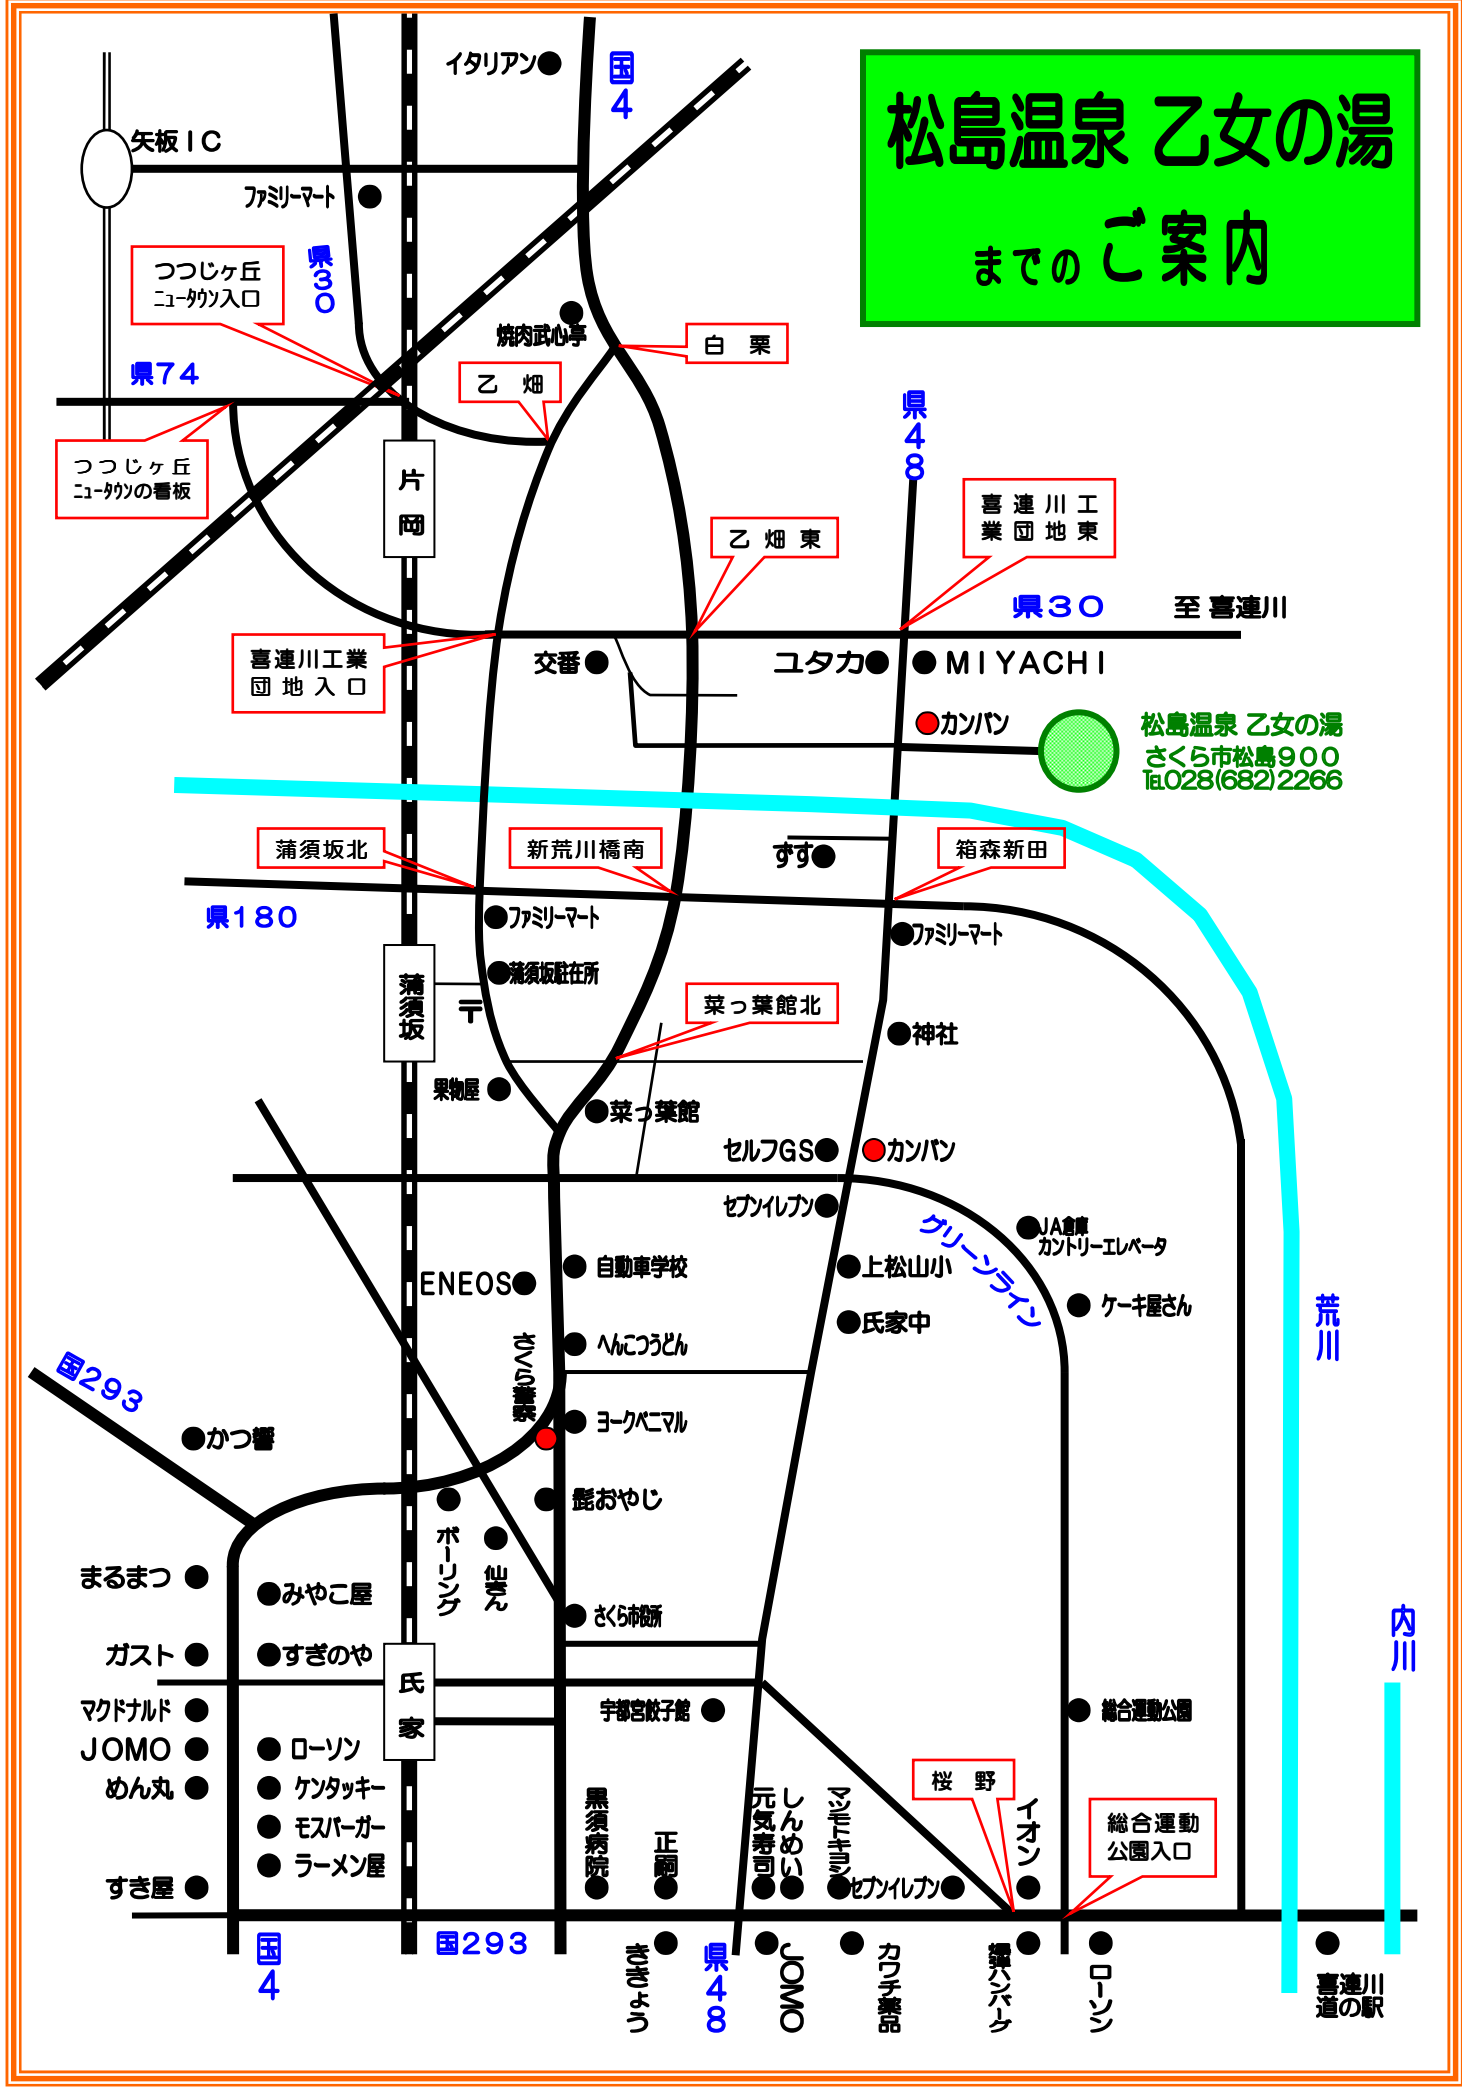 松島温泉 乙女の湯
までの ご案内
イタリアン
国4
矢板IC
ファミリーマート
つつじヶ丘
ニュータウン入口
県30
焼肉武心亭
白 栗
県74
乙 畑
県48
つつじヶ丘
ニュータウンの看板
片岡
喜連川工
業団地東
乙畑東
県30
至 喜連川
喜連川工業
団地入口
交番
ユタカ
MIYACHI
カンバン
松島温泉 乙女の湯
さくら市松島900
℡028(682)2266
蒲須坂北
新荒川橋南
すず
箱森新田
県180
ファミリーマート
ファミリーマート
蒲須坂駐在所
蒲須坂
〒
菜っ葉館北
神社
果物屋
菜っ葉館
セルフGS
カンバン
セブンイレブン
グリーンライン
JA倉庫
カントリーエレベータ
自動車学校
上松山小
ENEOS
ケーキ屋さん
荒川
氏家中
さくら警察
へんこつうどん
国293
かつ響
ヨークベニマル
髭おやじ
ボーリング
仙きん
まるまつ
みやこ屋
さくら市役所
内川
ガスト
すぎのや
氏家
マクドナルド
宇都宮餃子館
総合運動公園
JOMO
ローソン
めん丸
ケンタッキー
桜 野
モスバーガー
総合運動
公園入口
ラーメン屋
すき屋
黒須病院
正嗣
元気寿司
しんめい
マツモトキヨシ
セブンイレブン
イオン
国4
国293
ききょう
県48
JOMO
カワチ薬品
爆弾ハンバーグ
ローソン
喜連川
道の駅